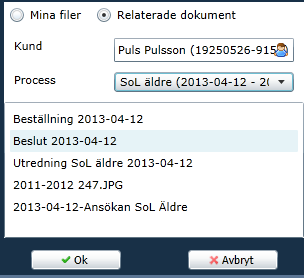 Mina filer Relaterade dokument
Kund Puls Pulsson (19250526-915
Process SoL äldre (2013-04-12 - 20
Beställning 2013-04-12
Beslut 2013-04-12
Utredning SoL äldre 2013-04-12
2011-2012 247.JPG
2013-04-12-Ansökan SoL Äldre
Ok Avbryt